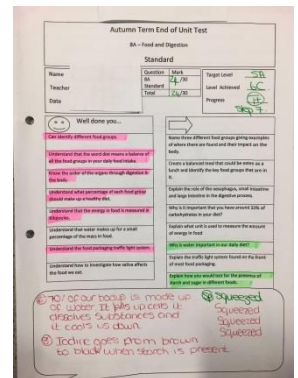 Autumn Term End of Unit Test
8A – Food and Digestion
Standard
Name
Teacher
Date
Question Mark
8A Standard 24/30
Total 24/30
Target Level 5A
Level Achieved 6C
Progress
Step 7
Well done you...
Can identify different food groups.
Understand that the word diet means a balance of all the food groups in your daily food intake.
Know the order of the organs through digestion in the body.
Understand what percentage of each food group should make up a healthy diet.
Understand that the energy in food is measured in kilojoules.
Understand that water makes up for a small percentage of the mass in food.
Understand the food packaging traffic light system
Understand how to investigate how saliva affects the food we eat.
Name three different food groups giving examples of where there are found and their impact on the body.
Create a balanced meal that could be eaten as a lunch and identify the key food groups that are in it.
Explain the role of the oesophagus, small intestine and large intestine in the digestive process.
Why is it important that you have around 33% of carbohydrates in your diet?
Explain what unit is used to measure the amount of energy in food
Why is water important in our daily diet?
Explain the traffic light system found on the front of most food packaging.
Explain how you would test for the presence of starch and sugar in different foods.
70% of our body is made up
of water. It
dissolves substances and
it cools us down
Iodine goes from brown
to black when starch is present
Squeezed
Squeezed
Squeezed
Squeezed